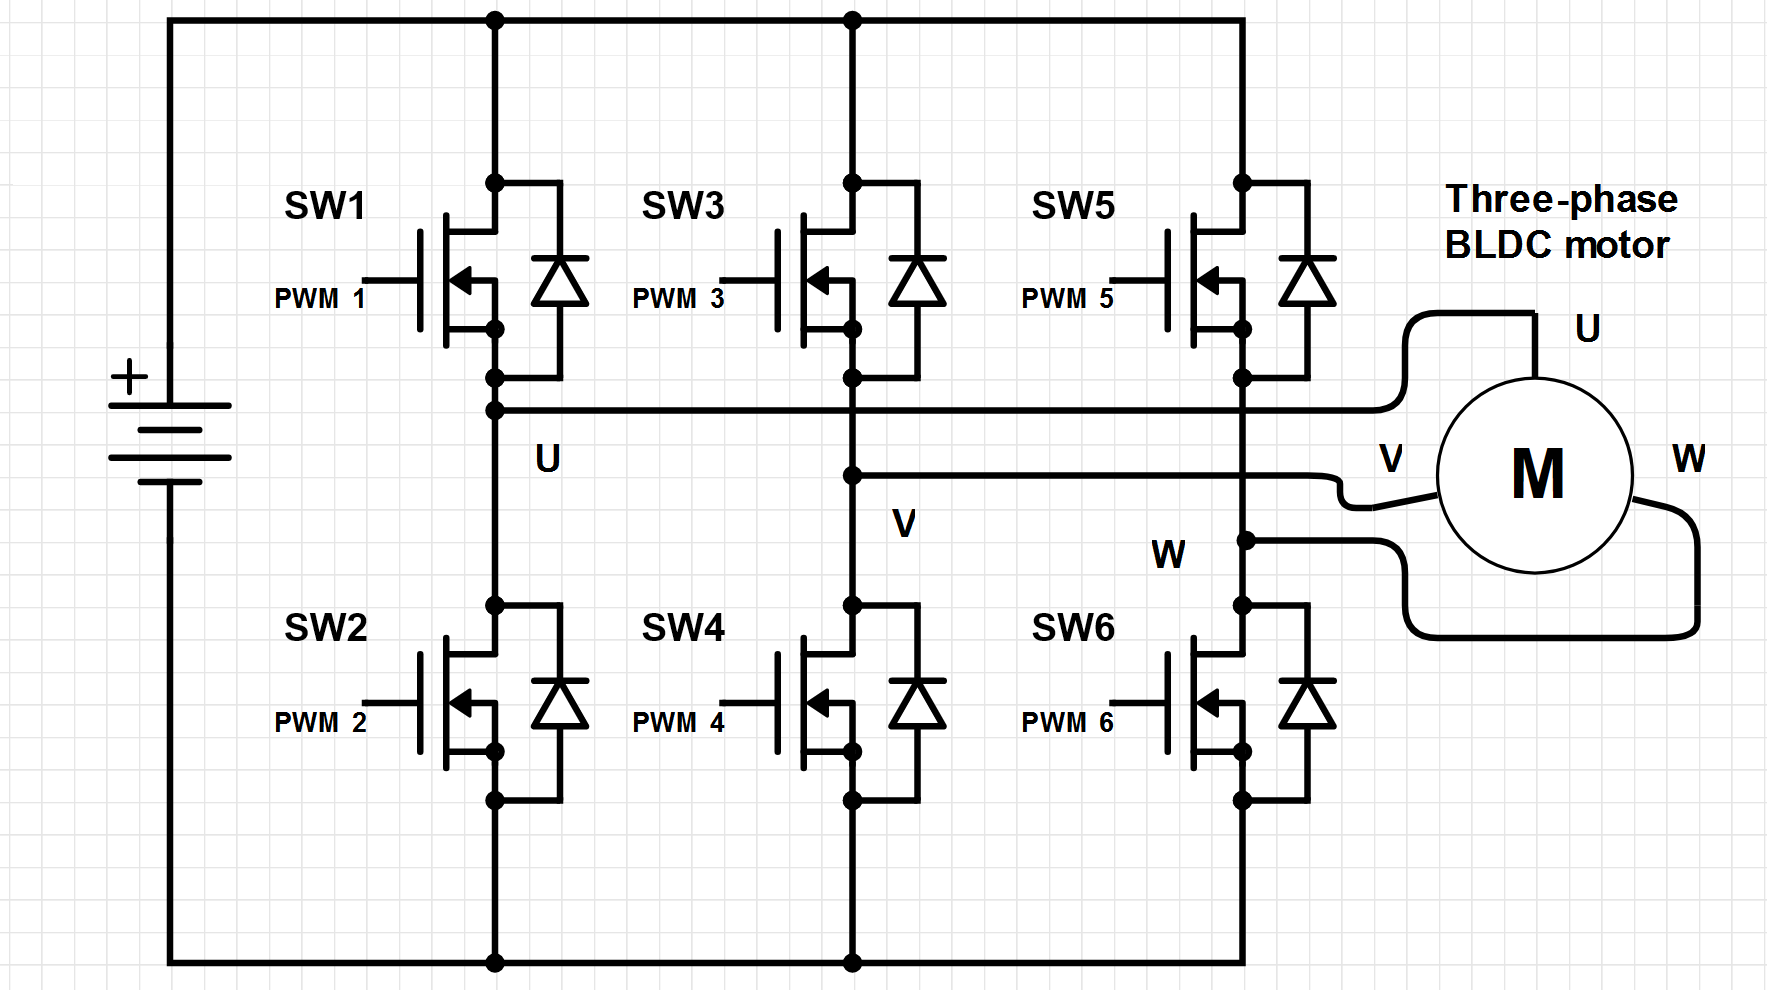 SW1
PWM 1
SW3
PWM 3
SW5
PWM 5
Three-phase
BLDC motor
+
U
U
V
W
M
V
W
SW2
PWM 2
SW4
PWM 4
SW6
PWM 6